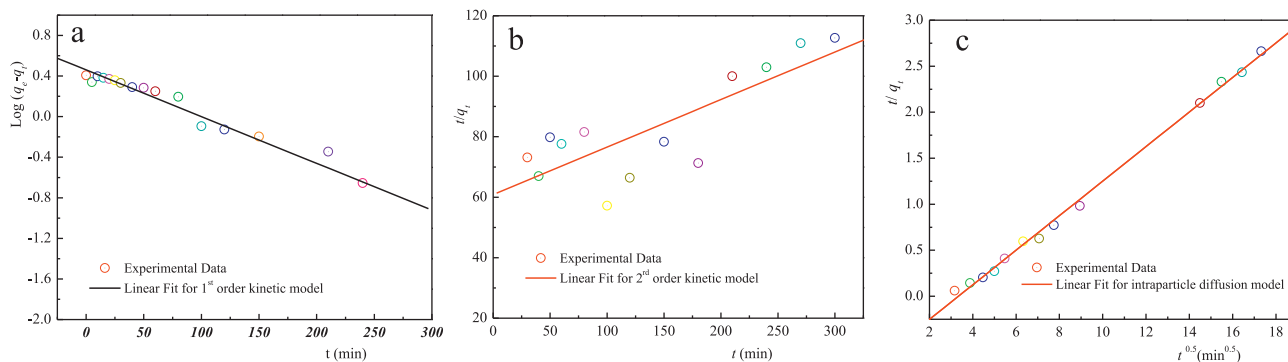 a
0.8
0.4
0.0
-0.4
-0.8
-1.2
-1.6
-2.0
Log (qe-qt)
Experimental Data
Linear Fit for 1st order kinetic model
0 50 100 150 200 250 300
t (min)
b
120
100
80
60
40
20
t/qt
Experimental Data
Linear Fit for 2rd order kinetic model
0 50 100 150 200 250 300
t (min)
c
3.0
2.5
2.0
1.5
1.0
0.5
0.0
t/ qt
Experimental Data
Linear Fit for intraparticle diffusion model
2 4 6 8 10 12 14 16 18
t 0.5(min0.5)